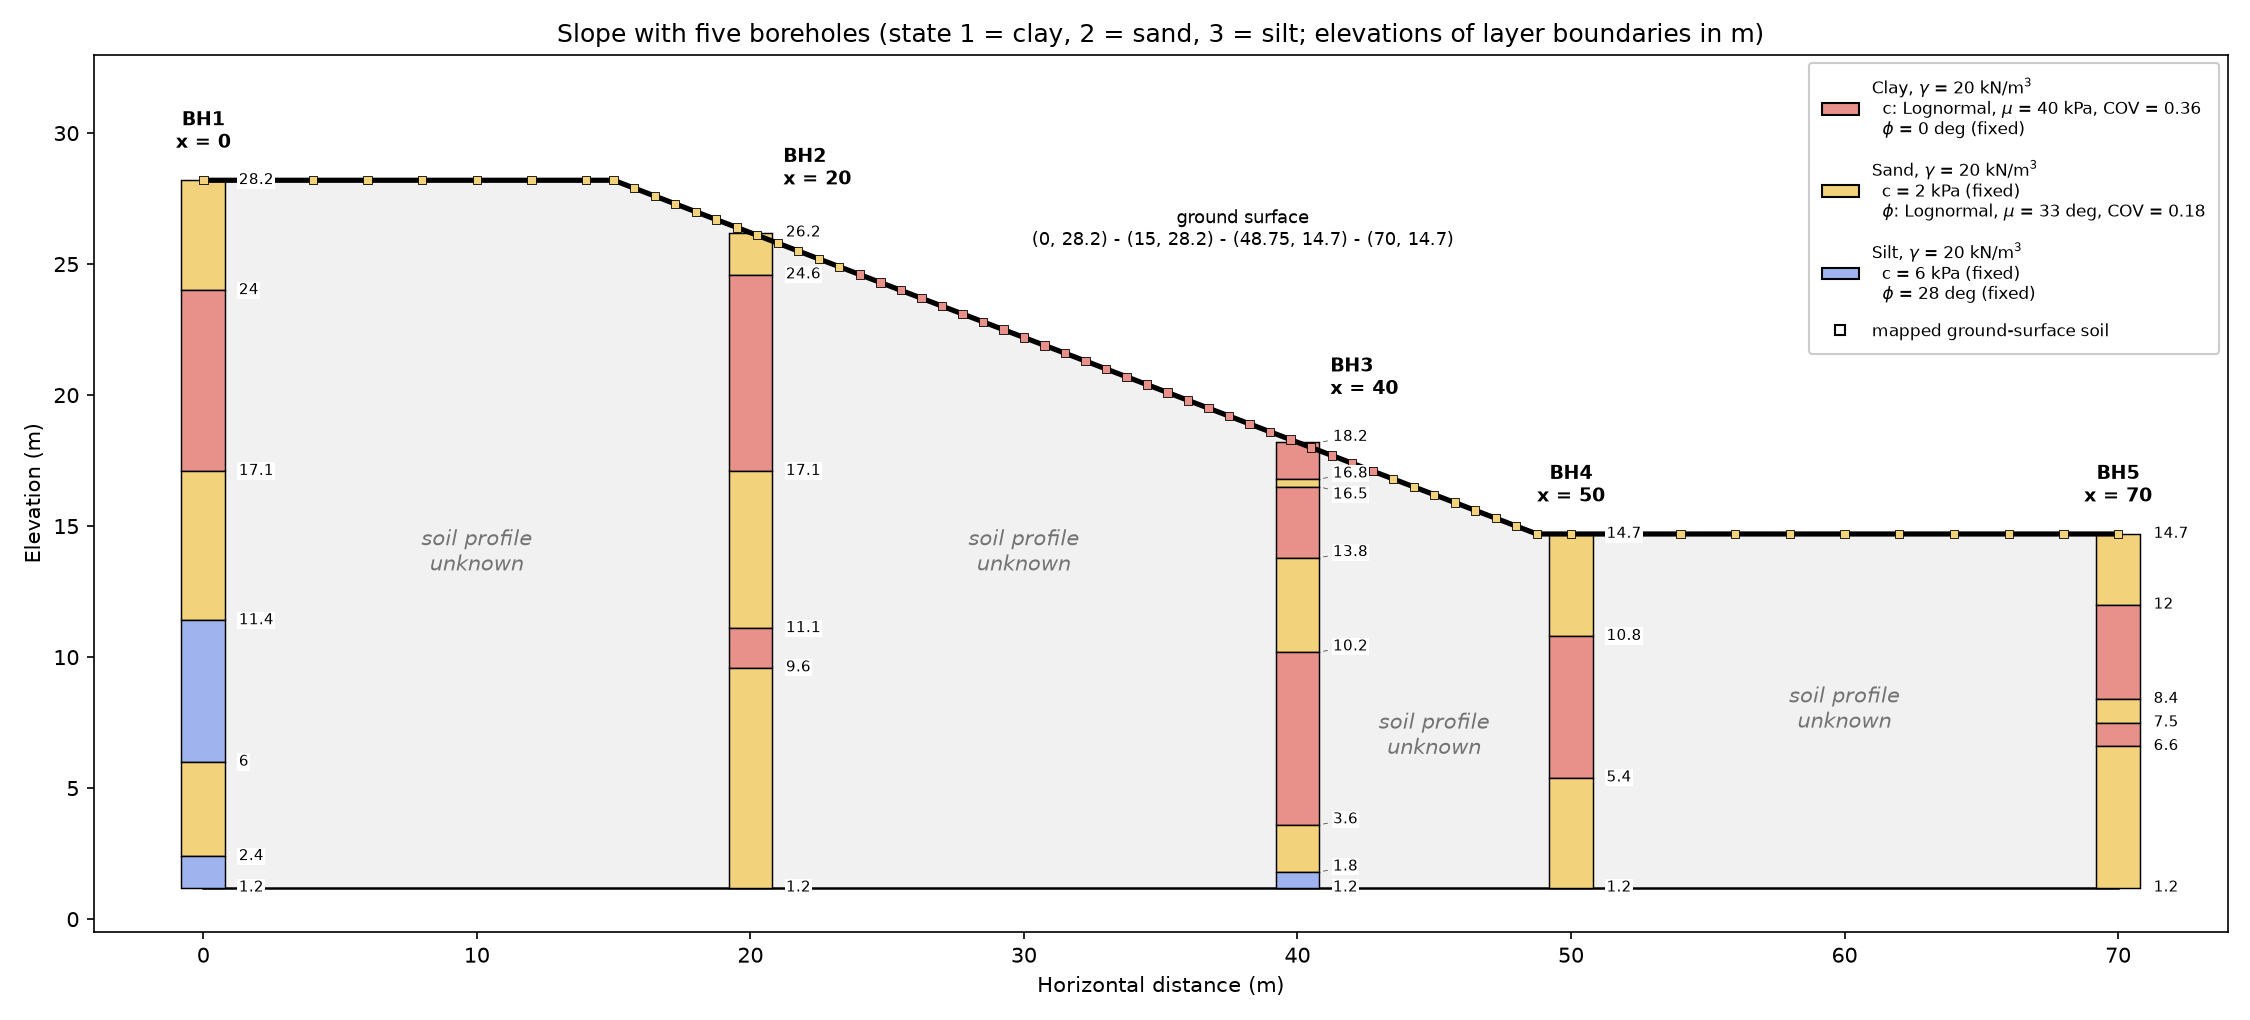 Slope with five boreholes (state 1 = clay, 2 = sand, 3 = silt; elevations of layer boundaries in m)
Clay, γ = 20 kN/m³
c: Lognormal, μ = 40 kPa, COV = 0.36
ϕ = 0 deg (fixed)
Sand, γ = 20 kN/m³
c = 2 kPa (fixed)
ϕ: Lognormal, μ = 33 deg, COV = 0.18
Silt, γ = 20 kN/m³
c = 6 kPa (fixed)
ϕ = 28 deg (fixed)
mapped ground-surface soil
ground surface
(0, 28.2) - (15, 28.2) - (48.75, 14.7) - (70, 14.7)
BH1
x = 0
28.2
24
17.1
11.4
6
2.4
1.2
soil profile
unknown
BH2
x = 20
26.2
24.6
17.1
11.1
9.6
1.2
soil profile
unknown
BH3
x = 40
18.2
16.8
16.5
13.8
10.2
3.6
1.8
1.2
soil profile
unknown
BH4
x = 50
14.7
10.8
5.4
1.2
soil profile
unknown
BH5
x = 70
14.7
12
8.4
7.5
6.6
1.2
Elevation (m)
30
25
20
15
10
5
0
0 10 20 30 40 50 60 70
Horizontal distance (m)